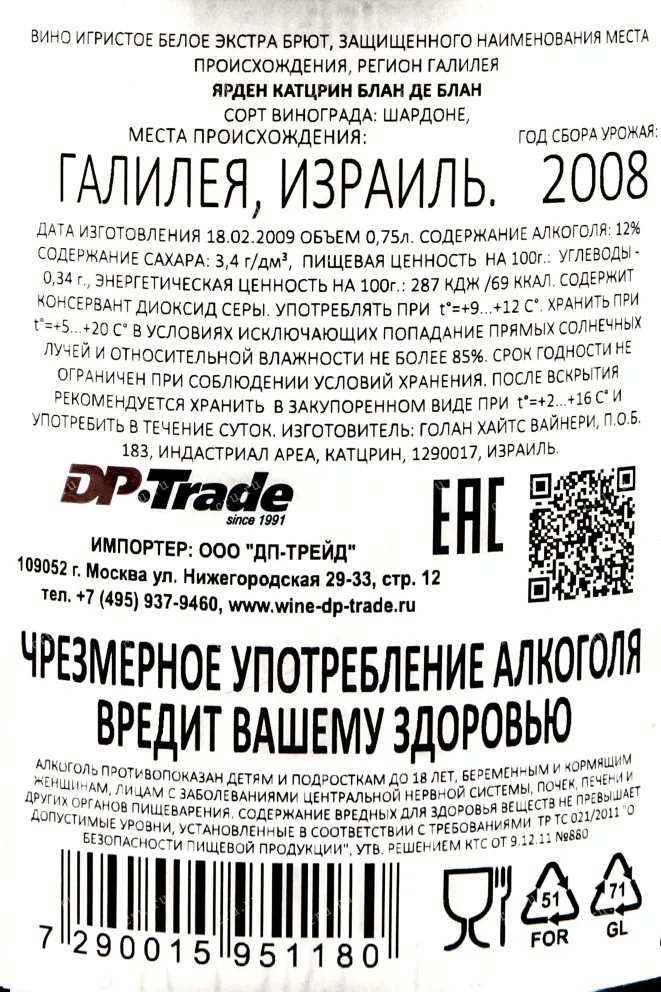 ВИНО ИГРИСТОЕ БЕЛОЕ ЭКСТРА БРЮТ, ЗАЩИЩЕННОГО НАИМЕНОВАНИЯ МЕСТА
ПРОИСХОЖДЕНИЯ, РЕГИОН ГАЛИЛЕЯ
ЯРДЕН КАТЦРИН БЛАН ДЕ БЛАН
СОРТ ВИНОГРАДА: ШАРДОНЕ,
МЕСТА ПРОИСХОЖДЕНИЯ: ГОД СБОРА УРОЖАЯ:
ГАЛИЛЕЯ, ИЗРАИЛЬ. 2008
ДАТА ИЗГОТОВЛЕНИЯ 18.02.2009 ОБЪЕМ 0,75л. СОДЕРЖАНИЕ АЛКОГОЛЯ: 12%
СОДЕРЖАНИЕ САХАРА: 3,4 г/дм³, ПИЩЕВАЯ ЦЕННОСТЬ НА 100г.: УГЛЕВОДЫ -
0,34 г., ЭНЕРГЕТИЧЕСКАЯ ЦЕННОСТЬ НА 100г.: 287 КДЖ /69 ККАЛ. СОДЕРЖИТ
КОНСЕРВАНТ ДИОКСИД СЕРЫ. УПОТРЕБЛЯТЬ ПРИ t°=+9...+12 С°. ХРАНИТЬ ПРИ
t°=+5...+20 С° В УСЛОВИЯХ ИСКЛЮЧАЮЩИХ ПОПАДАНИЕ ПРЯМЫХ СОЛНЕЧНЫХ
ЛУЧЕЙ И ОТНОСИТЕЛЬНОЙ ВЛАЖНОСТИ НЕ БОЛЕЕ 85%. СРОК ГОДНОСТИ НЕ
ОГРАНИЧЕН ПРИ СОБЛЮДЕНИИ УСЛОВИЙ ХРАНЕНИЯ. ПОСЛЕ ВСКРЫТИЯ
РЕКОМЕНДУЕТСЯ ХРАНИТЬ В ЗАКУПОРЕННОМ ВИДЕ ПРИ t°=+2...+16 С° И
УПОТРЕБИТЬ В ТЕЧЕНИЕ СУТОК. ИЗГОТОВИТЕЛЬ: ГОЛАН ХАЙТС ВАЙНЕРИ, П.О.Б.
183, ИНДАСТРИАЛ АРЕА, КАТЦРИН, 1290017, ИЗРАИЛЬ.
DP·Trade
since 1991
EAC
ИМПОРТЕР: ООО "ДП-ТРЕЙД"
109052 г. Москва ул. Нижегородская 29-33, стр. 12
тел. +7 (495) 937-9460, www.wine-dp-trade.ru
ЧРЕЗМЕРНОЕ УПОТРЕБЛЕНИЕ АЛКОГОЛЯ
ВРЕДИТ ВАШЕМУ ЗДОРОВЬЮ
АЛКОГОЛЬ ПРОТИВОПОКАЗАН ДЕТЯМ И ПОДРОСТКАМ ДО 18 ЛЕТ, БЕРЕМЕННЫМ И КОРМЯЩИМ
ЖЕНЩИНАМ, ЛИЦАМ С ЗАБОЛЕВАНИЯМИ ЦЕНТРАЛЬНОЙ НЕРВНОЙ СИСТЕМЫ, ПОЧЕК, ПЕЧЕНИ И
ДРУГИХ ОРГАНОВ ПИЩЕВАРЕНИЯ. СОДЕРЖАНИЕ ВРЕДНЫХ ДЛЯ ЗДОРОВЬЯ ВЕЩЕСТВ НЕ ПРЕВЫШАЕТ
ДОПУСТИМЫЕ УРОВНИ, УСТАНОВЛЕННЫЕ В СООТВЕТСТВИИ С ТРЕБОВАНИЯМИ ТР ТС 021/2011 "О
БЕЗОПАСНОСТИ ПИЩЕВОЙ ПРОДУКЦИИ", УТВ. РЕШЕНИЕМ КТС ОТ 9.12.11 №880
7 290015 951180
51
FOR
71
GL